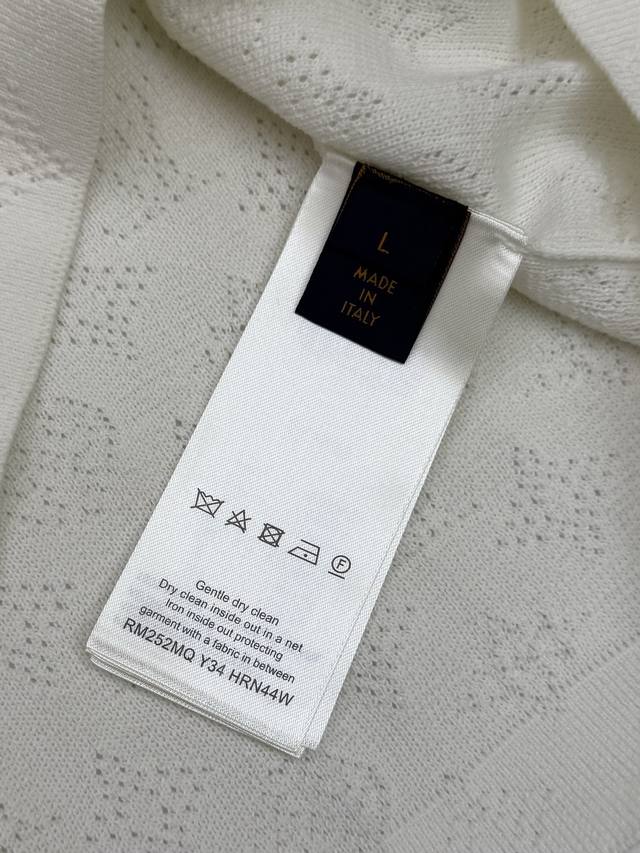 L
MADE
IN
ITALY
F
Gentle dry clean
Dry clean inside out in a net
Iron inside out protecting
garment with a fabric in between
RM252MQ Y34 HRN44W